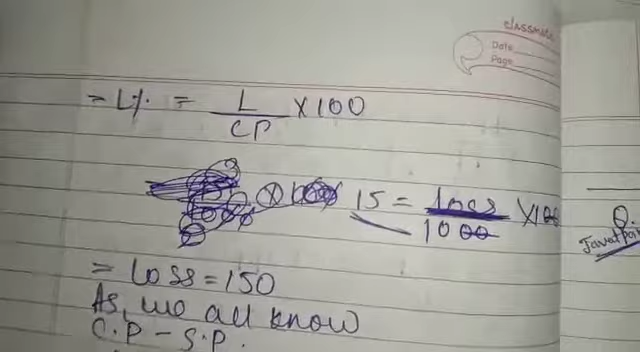 classmate
Date
Page
= L% = L/CP × 100
15 = Loss/1000 × 100
= Loss = 150
As, we all know
C.P - S.P.
Q.